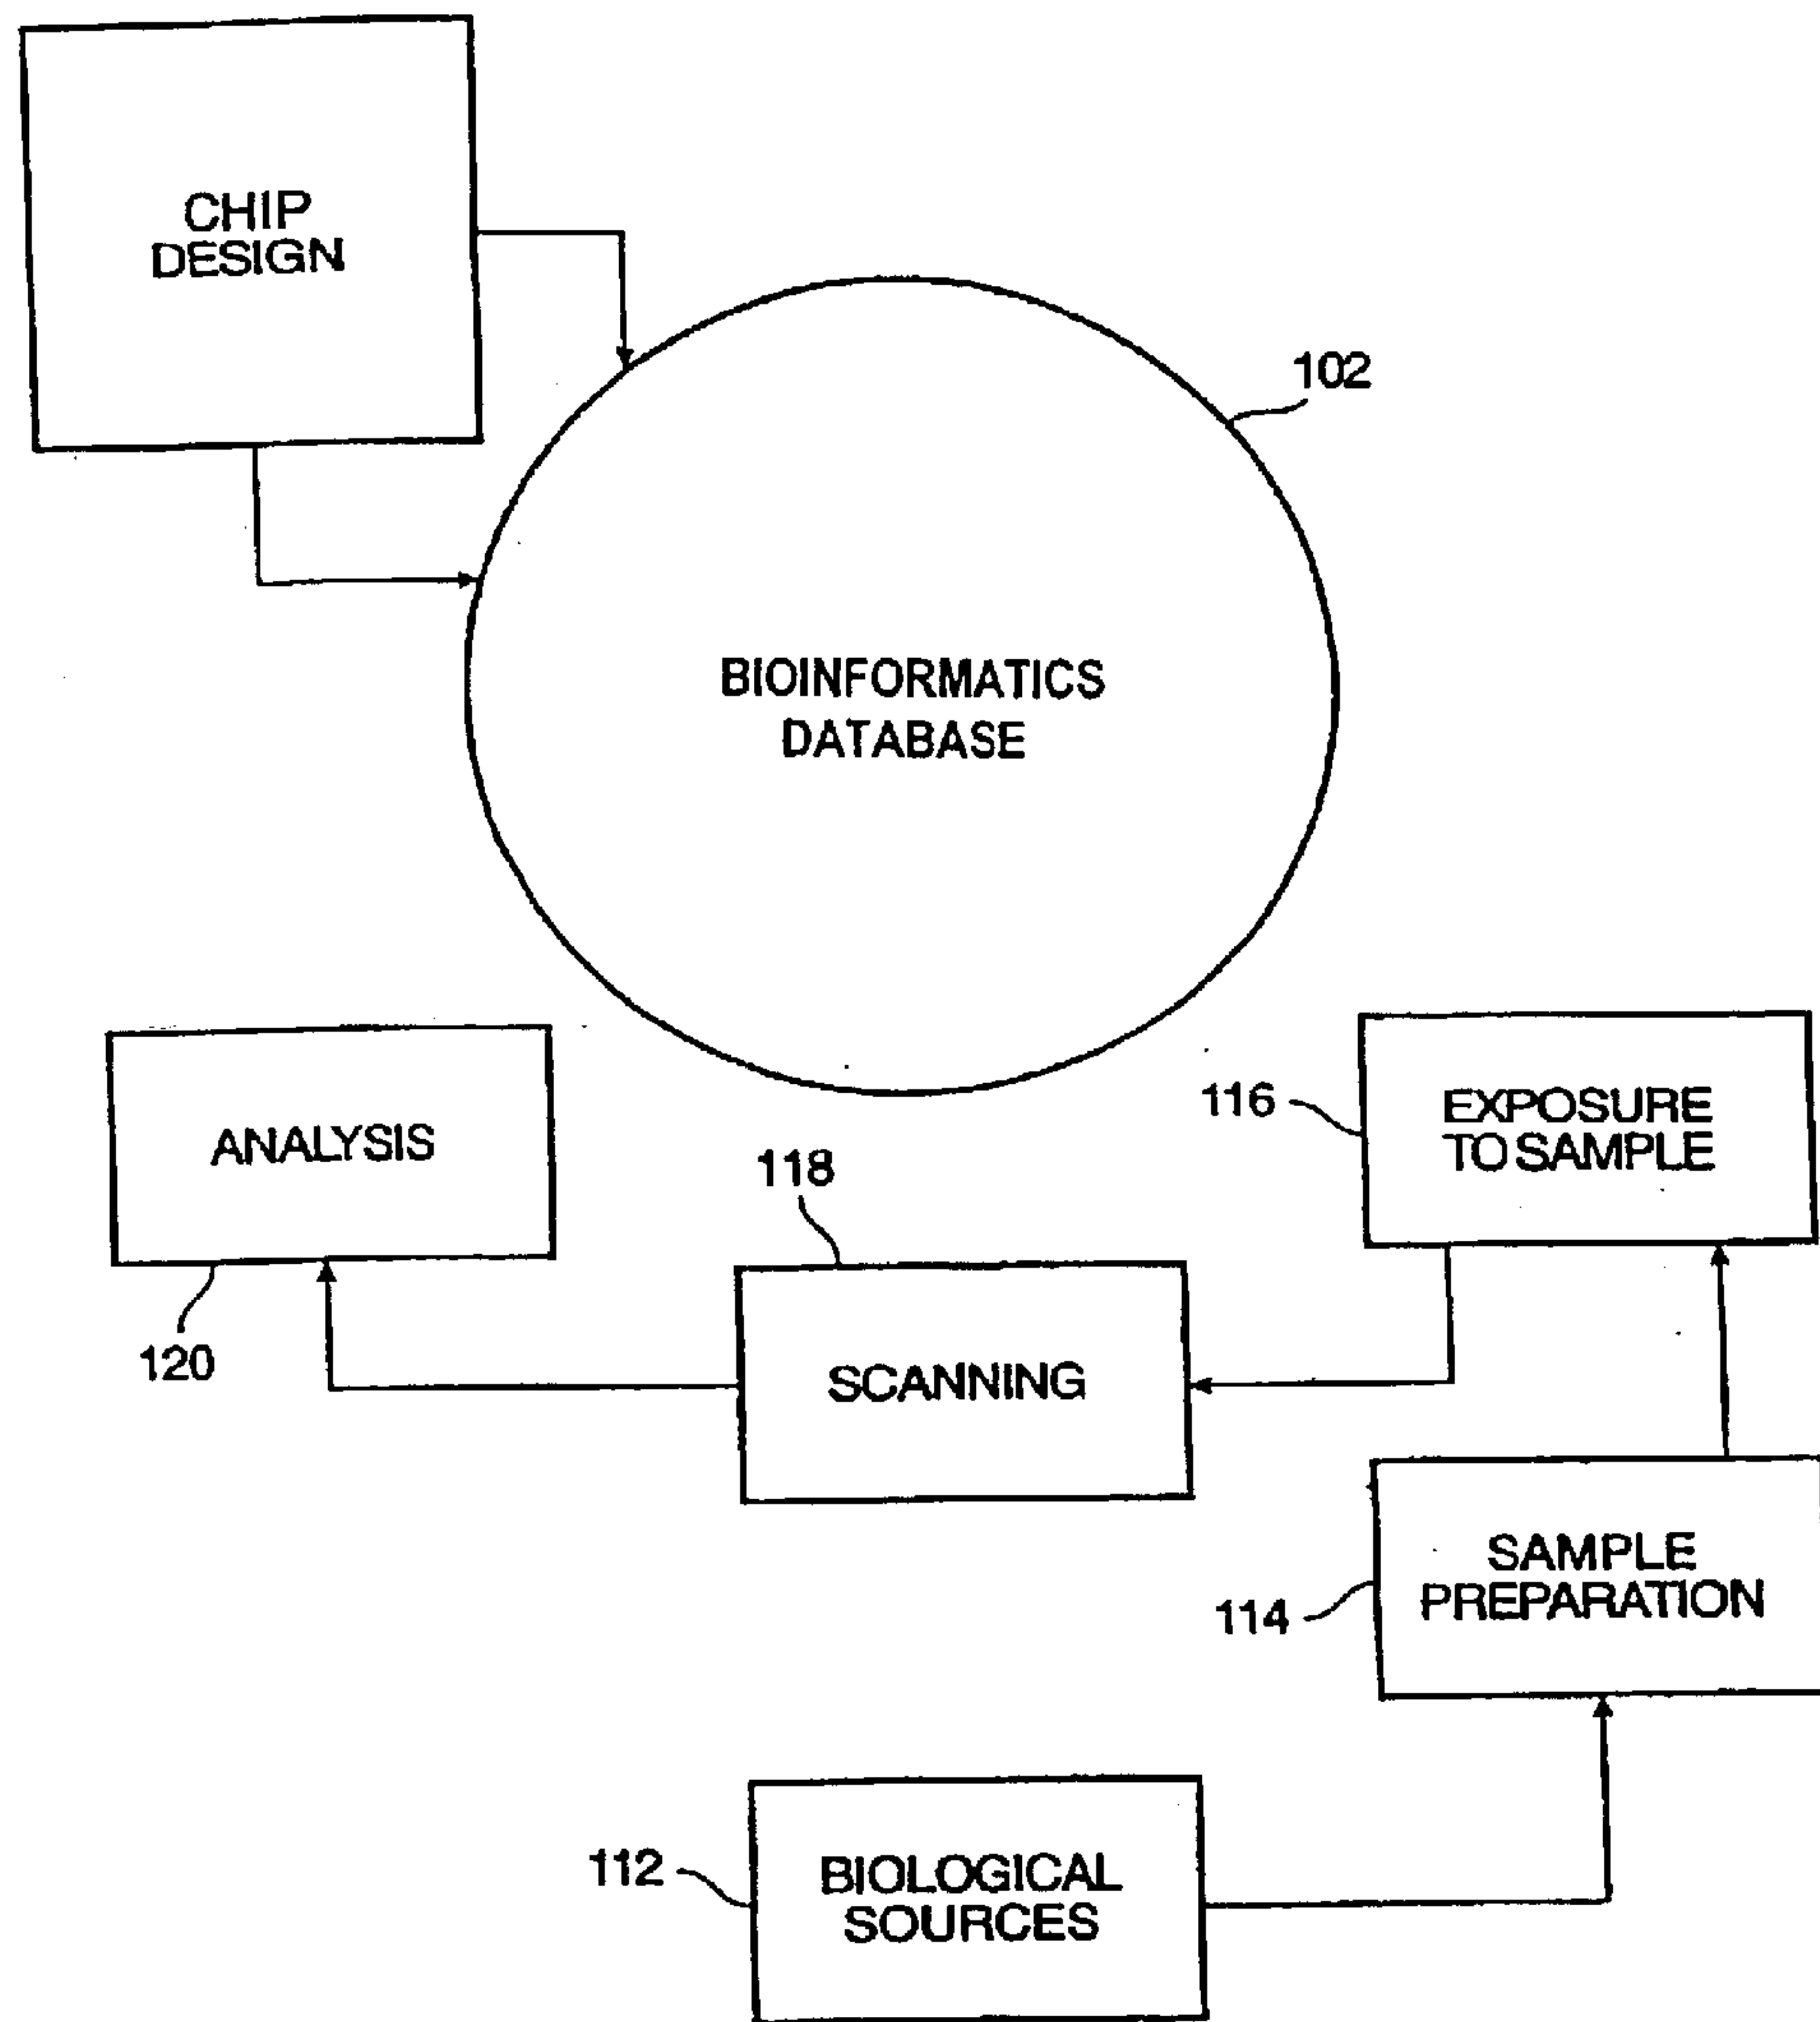 CHIP
DESIGN
102
BIOINFORMATICS
DATABASE
ANALYSIS
116
EXPOSURE
TO SAMPLE
118
120
SCANNING
SAMPLE
PREPARATION
114
112
BIOLOGICAL
SOURCES